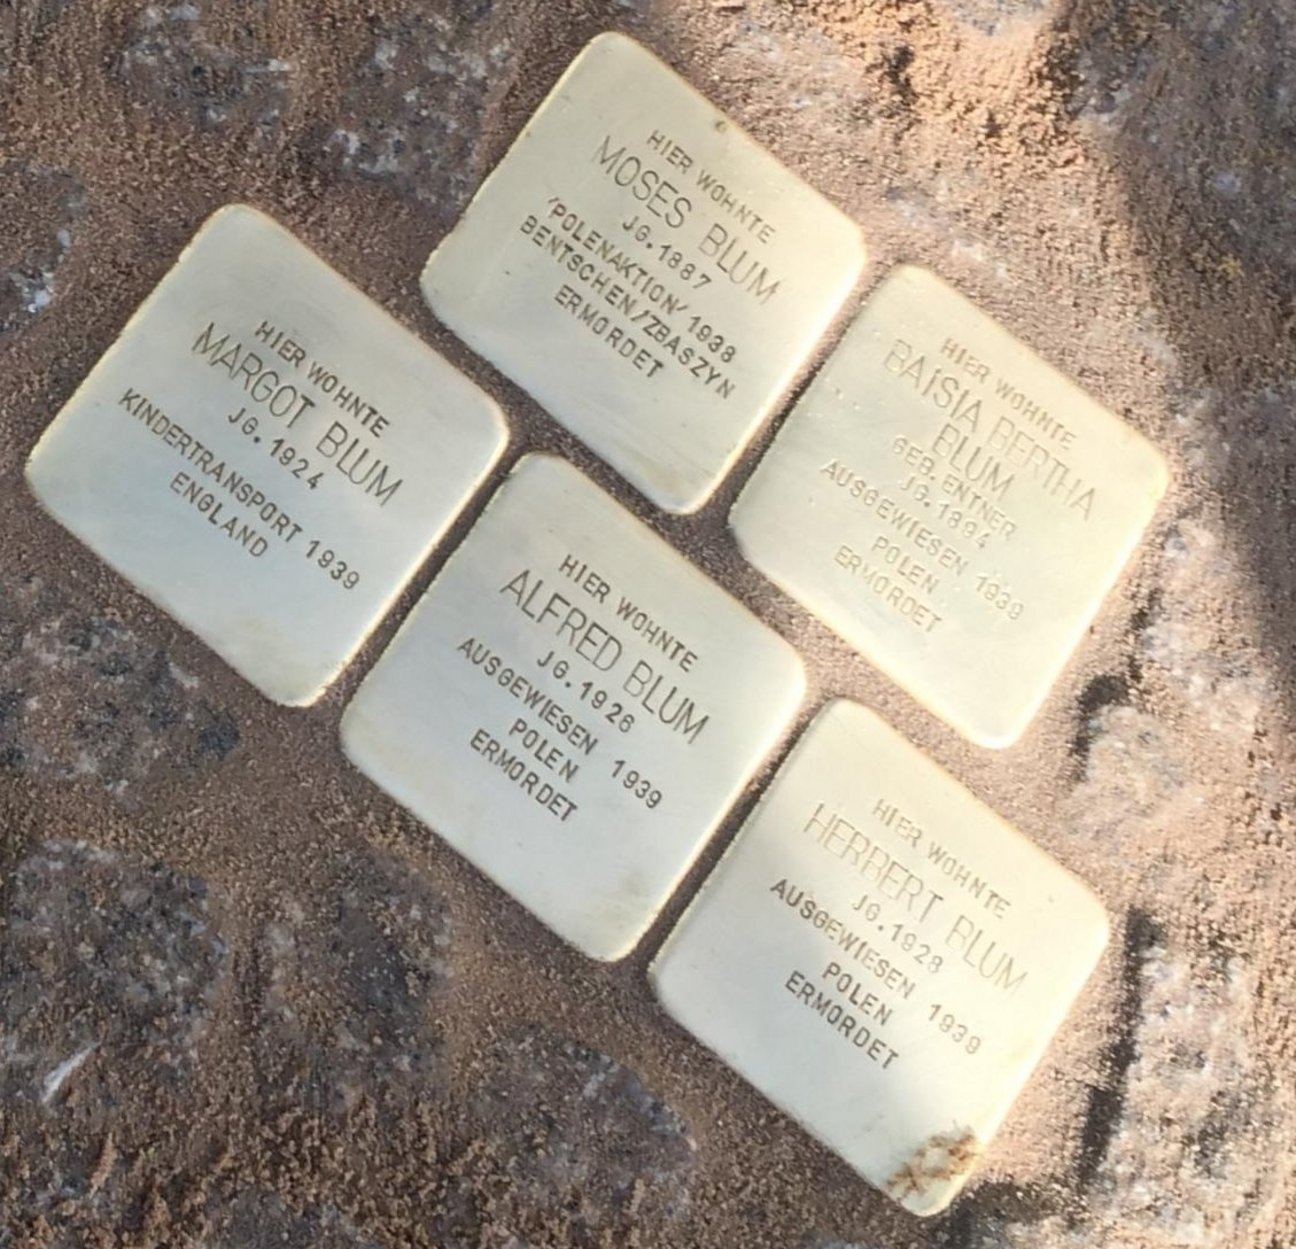 HIER WOHNTE
MOSES BLUM
JG. 1887
'POLENAKTION' 1938
BENTSCHEN/ZBASZYN
ERMORDET
HIER WOHNTE
BAISIA BERTHA
BLUM
GEB. ENTNER
JG. 1894
AUSGEWIESEN 1939
POLEN
ERMORDET
HIER WOHNTE
MARGOT BLUM
JG. 1924
KINDERTRANSPORT 1939
ENGLAND
HIER WOHNTE
ALFRED BLUM
JG. 1926
AUSGEWIESEN 1939
POLEN
ERMORDET
HIER WOHNTE
HERBERT BLUM
JG. 1928
AUSGEWIESEN 1939
POLEN
ERMORDET